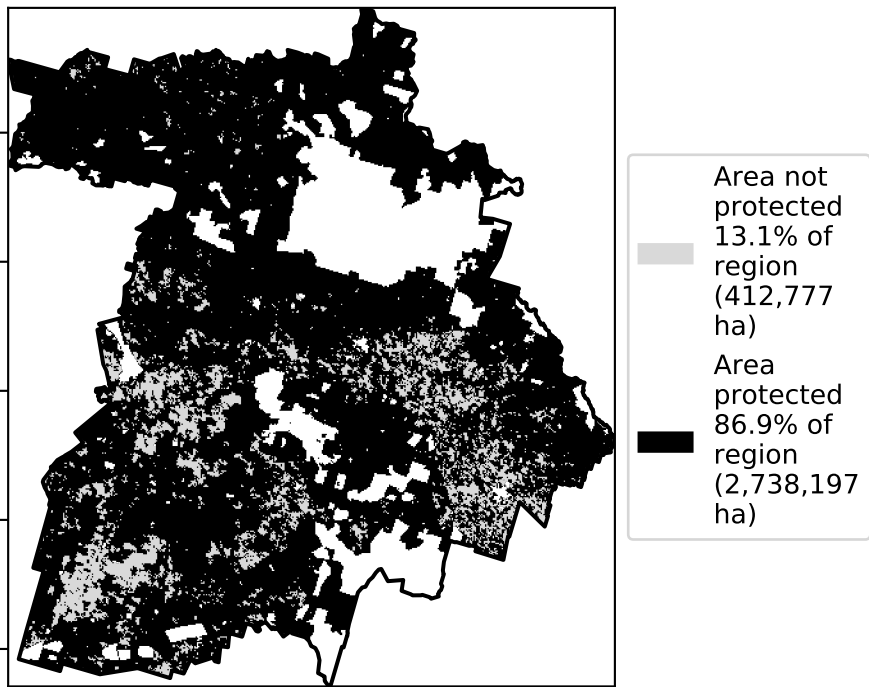 Area not
protected
13.1% of
region
(412,777
ha)
Area
protected
86.9% of
region
(2,738,197
ha)